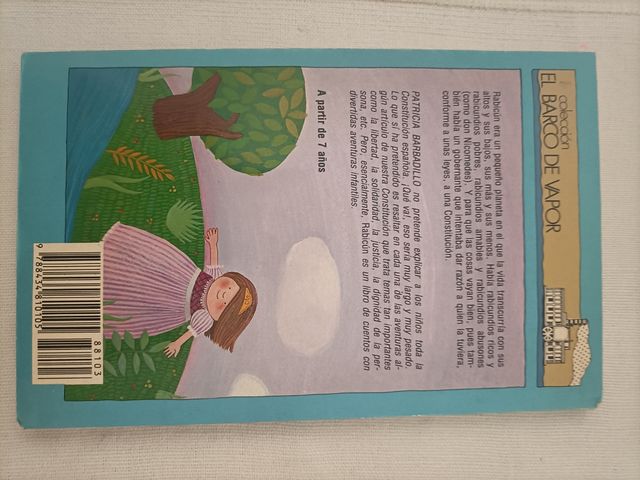 colección
EL BARCO DE VAPOR
Rabicún era un pequeño planeta en el que la vida transcurría con sus
altos y sus bajos, sus más y sus menos. Había rabicundos ricos y
rabicundos pobres, rabicundos amables y rabicundos abusones
(como don Nicomedes). Y para que las cosas vayan bien, pues tam-
bién había un gobernante que intentaba dar razón a quien la tuviera,
conforme a unas leyes, a una Constitución.
PATRICIA BARBADILLO no pretende explicar a los niños toda la
Constitución española. ¡Qué va!, eso sería muy largo y muy pesado.
Lo que sí ha pretendido es resaltar en cada una de las aventuras al-
gún artículo de nuestra Constitución que trata temas tan importantes
como la libertad, la solidaridad, la justicia, la dignidad de la per-
sona, etc. Pero, esencialmente, Rabicún es un libro de cuentos con
divertidas aventuras infantiles.
A partir de 7 años
88103
9 788434 810105